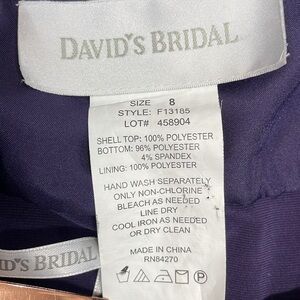 DAVID'S BRIDAL
SIZE 8
STYLE: F13185
LOT# 458904
SHELL TOP: 100% POLYESTER
BOTTOM: 96% POLYESTER
4% SPANDEX
LINING: 100% POLYESTER
HAND WASH SEPARATELY
ONLY NON-CHLORINE
BLEACH AS NEEDED
LINE DRY
COOL IRON AS NEEDED
OR DRY CLEAN
MADE IN CHINA
RN84270
ID'S BRIDAL